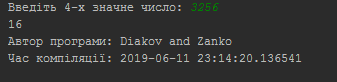 Введіть 4-х значне число: 3256
16
Автор програми: Diakov and Zanko
Час компіляції: 2019-06-11 23:14:20.136541